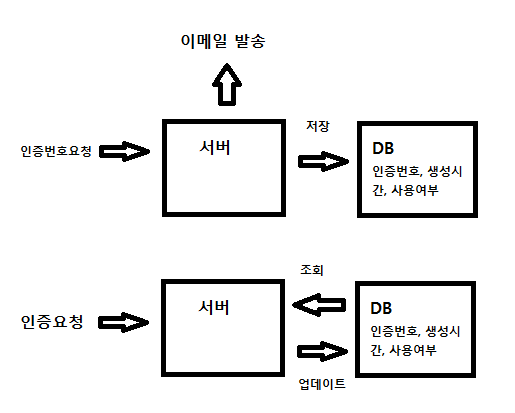 이메일 발송
인증번호요청
서버
저장
DB
인증번호, 생성시
간, 사용여부
인증요청
서버
조회
DB
인증번호, 생성시
간, 사용여부
업데이트